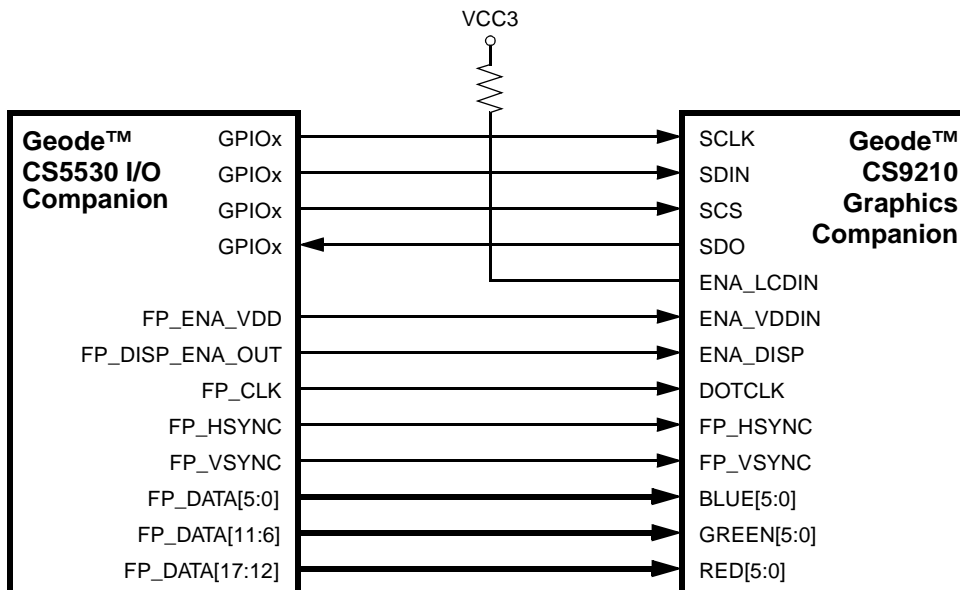 VCC3
Geode™
CS5530 I/O
Companion
GPIOx
GPIOx
GPIOx
GPIOx
FP_ENA_VDD
FP_DISP_ENA_OUT
FP_CLK
FP_HSYNC
FP_VSYNC
FP_DATA[5:0]
FP_DATA[11:6]
FP_DATA[17:12]
SCLK
SDIN
SCS
SDO
ENA_LCDIN
ENA_VDDIN
ENA_DISP
DOTCLK
FP_HSYNC
FP_VSYNC
BLUE[5:0]
GREEN[5:0]
RED[5:0]
Geode™
CS9210
Graphics
Companion